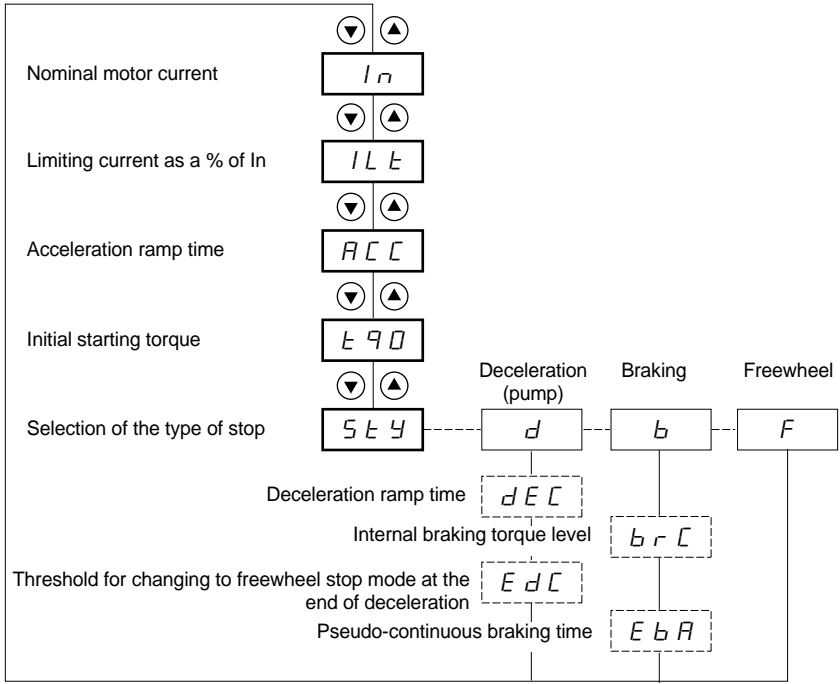 Nominal motor current
In
Limiting current as a % of In
ILt
Acceleration ramp time
ACC
Initial starting torque
tq0
Deceleration
(pump)
Braking
Freewheel
Selection of the type of stop
StY
d
b
F
Deceleration ramp time
dEC
Internal braking torque level
brC
Threshold for changing to freewheel stop mode at the
end of deceleration
EdC
Pseudo-continuous braking time
EbA